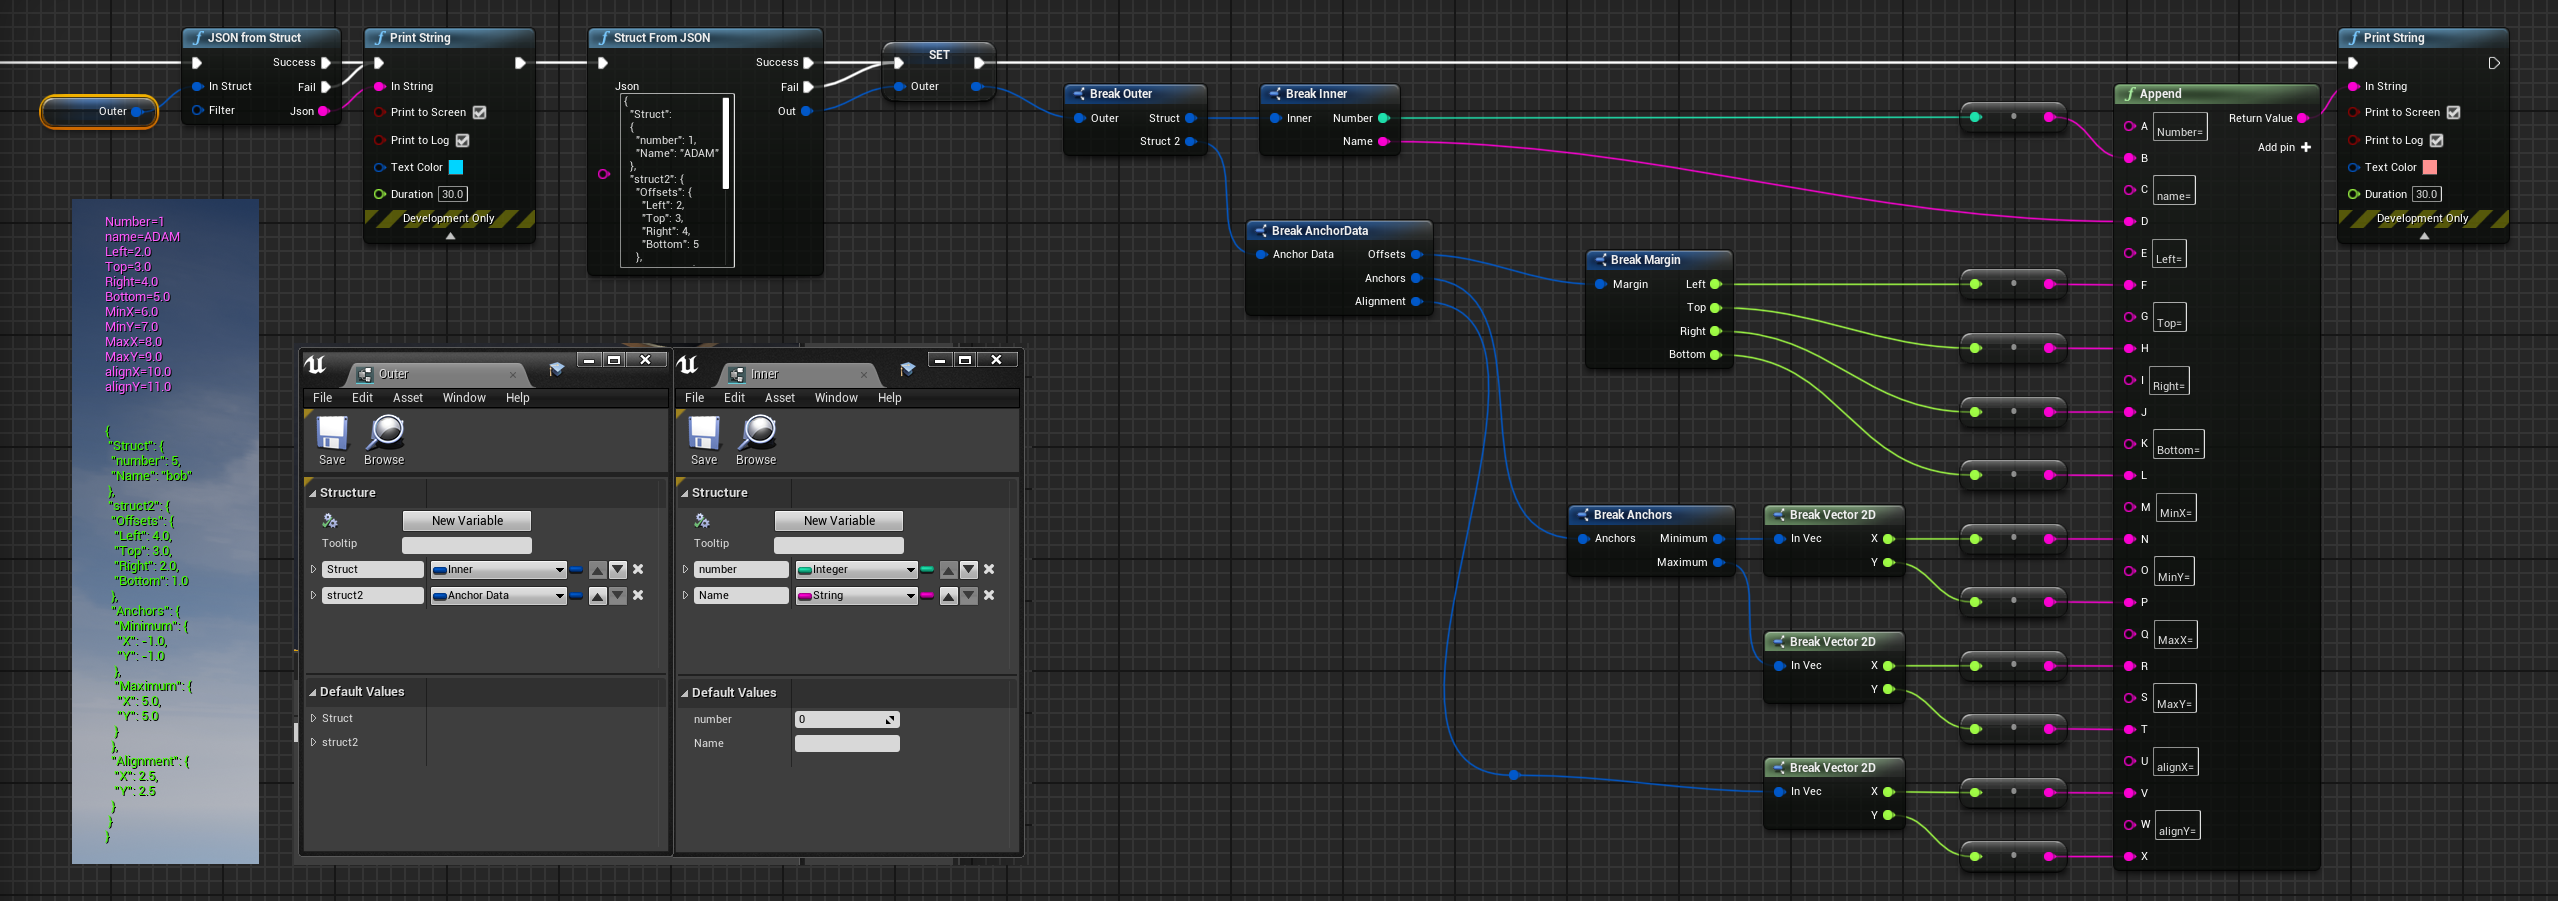 JSON from Struct
Success
In Struct
Fail
Filter
Json
Outer
Print String
In String
Print to Screen
Print to Log
Text Color
Duration 30.0
Development Only
Struct From JSON
Success
Json
Fail
Out
{
"Struct":
{
"number": 1,
"Name": "ADAM"
},
"struct2": {
"Offsets": {
"Left": 2,
"Top": 3,
"Right": 4,
"Bottom": 5
},
SET
Outer
Break Outer
Outer
Struct
Struct 2
Break Inner
Inner
Number
Name
Break AnchorData
Anchor Data
Offsets
Anchors
Alignment
Break Margin
Margin
Left
Top
Right
Bottom
Break Anchors
Anchors
Minimum
Maximum
Break Vector 2D
In Vec
X
Y
Break Vector 2D
In Vec
X
Y
Break Vector 2D
In Vec
X
Y
Append
Return Value
Add pin
A Number=
B
C name=
D
E Left=
F
G Top=
H
I Right=
J
K Bottom=
L
M MinX=
N
O MinY=
P
Q MaxX=
R
S MaxY=
T
U alignX=
V
W alignY=
X
Print String
In String
Print to Screen
Print to Log
Text Color
Duration 30.0
Development Only
Number=1
name=ADAM
Left=2.0
Top=3.0
Right=4.0
Bottom=5.0
MinX=6.0
MinY=7.0
MaxX=8.0
MaxY=9.0
alignX=10.0
alignY=11.0
{
"Struct": {
"number": 5,
"Name": "bob"
},
"struct2": {
"Offsets": {
"Left": 4.0,
"Top": 3.0,
"Right": 2.0,
"Bottom": 1.0
},
"Anchors": {
"Minimum": {
"X": -1.0,
"Y": -1.0
},
"Maximum": {
"X": 5.0,
"Y": 5.0
}
},
"Alignment": {
"X": 2.5,
"Y": 2.5
}
}
}
Outer
File Edit Asset Window Help
Save Browse
Structure
New Variable
Tooltip
Struct Inner
struct2 Anchor Data
Default Values
Struct
struct2
Inner
File Edit Asset Window Help
Save Browse
Structure
New Variable
Tooltip
number Integer
Name String
Default Values
number 0
Name